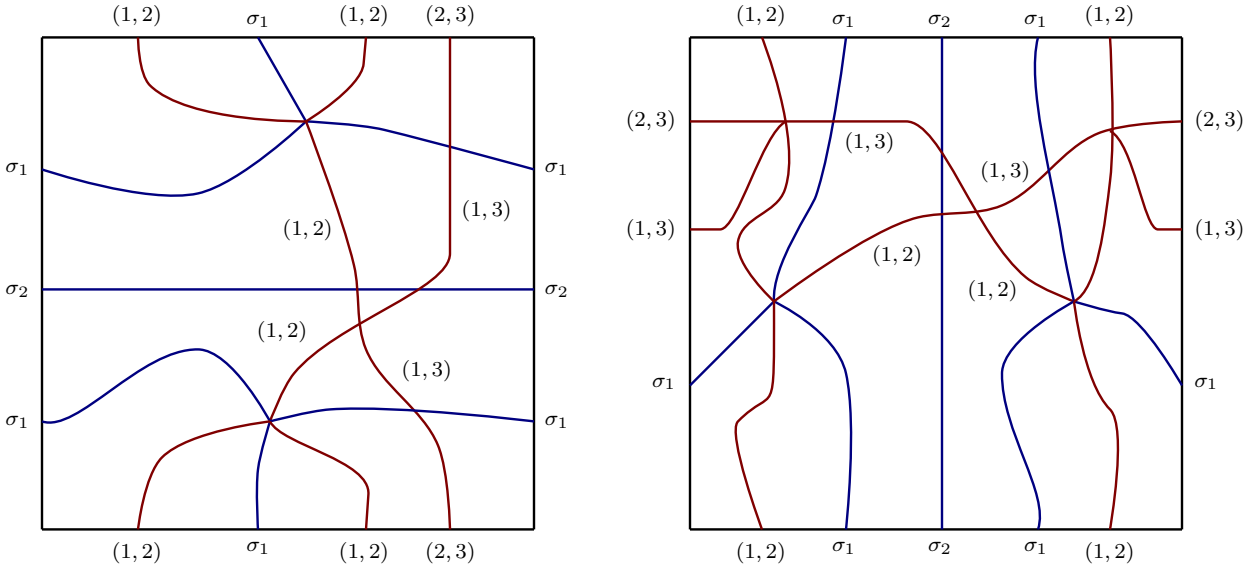 (1, 2) σ₁ (1, 2) (2, 3)
σ₁ σ₁
(1, 2) (1, 3)
σ₂ σ₂
(1, 2)
(1, 3)
σ₁ σ₁
(1, 2) σ₁ (1, 2) (2, 3)
(1, 2) σ₁ σ₂ σ₁ (1, 2)
(2, 3) (2, 3)
(1, 3)
(1, 3)
(1, 3) (1, 3)
(1, 2)
(1, 2)
σ₁ σ₁
(1, 2) σ₁ σ₂ σ₁ (1, 2)